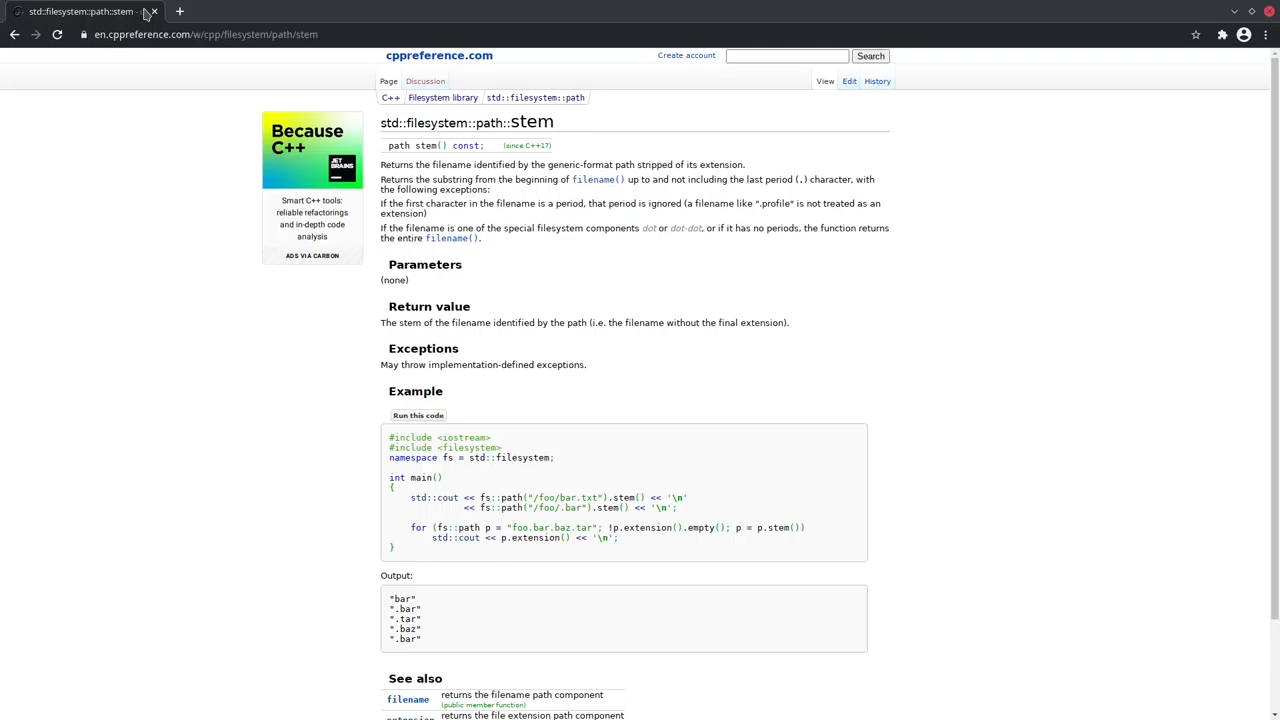 std::filesystem::path::stem -
en.cppreference.com/w/cpp/filesystem/path/stem
cppreference.com
Create account
Search
Page
Discussion
View
Edit
History
C++
Filesystem library
std::filesystem::path
std::filesystem::path::stem
path stem() const;
(since C++17)
Returns the filename identified by the generic-format path stripped of its extension.
Returns the substring from the beginning of filename() up to and not including the last period (.) character, with
the following exceptions:
If the first character in the filename is a period, that period is ignored (a filename like ".profile" is not treated as an
extension)
If the filename is one of the special filesystem components dot or dot-dot, or if it has no periods, the function returns
the entire filename().
Parameters
(none)
Return value
The stem of the filename identified by the path (i.e. the filename without the final extension).
Exceptions
May throw implementation-defined exceptions.
Example
Run this code
#include <iostream>
#include <filesystem>
namespace fs = std::filesystem;
int main()
{
std::cout << fs::path("/foo/bar.txt").stem() << '\n'
<< fs::path("/foo/.bar").stem() << '\n';
for (fs::path p = "foo.bar.baz.tar"; !p.extension().empty(); p = p.stem())
std::cout << p.extension() << '\n';
}
Output:
"bar"
".bar"
".tar"
".baz"
".bar"
See also
filename
returns the filename path component
(public member function)
extension
returns the file extension path component
Because
C++
JET
BRAINS
Smart C++ tools:
reliable refactorings
and in-depth code
analysis
ADS VIA CARBON